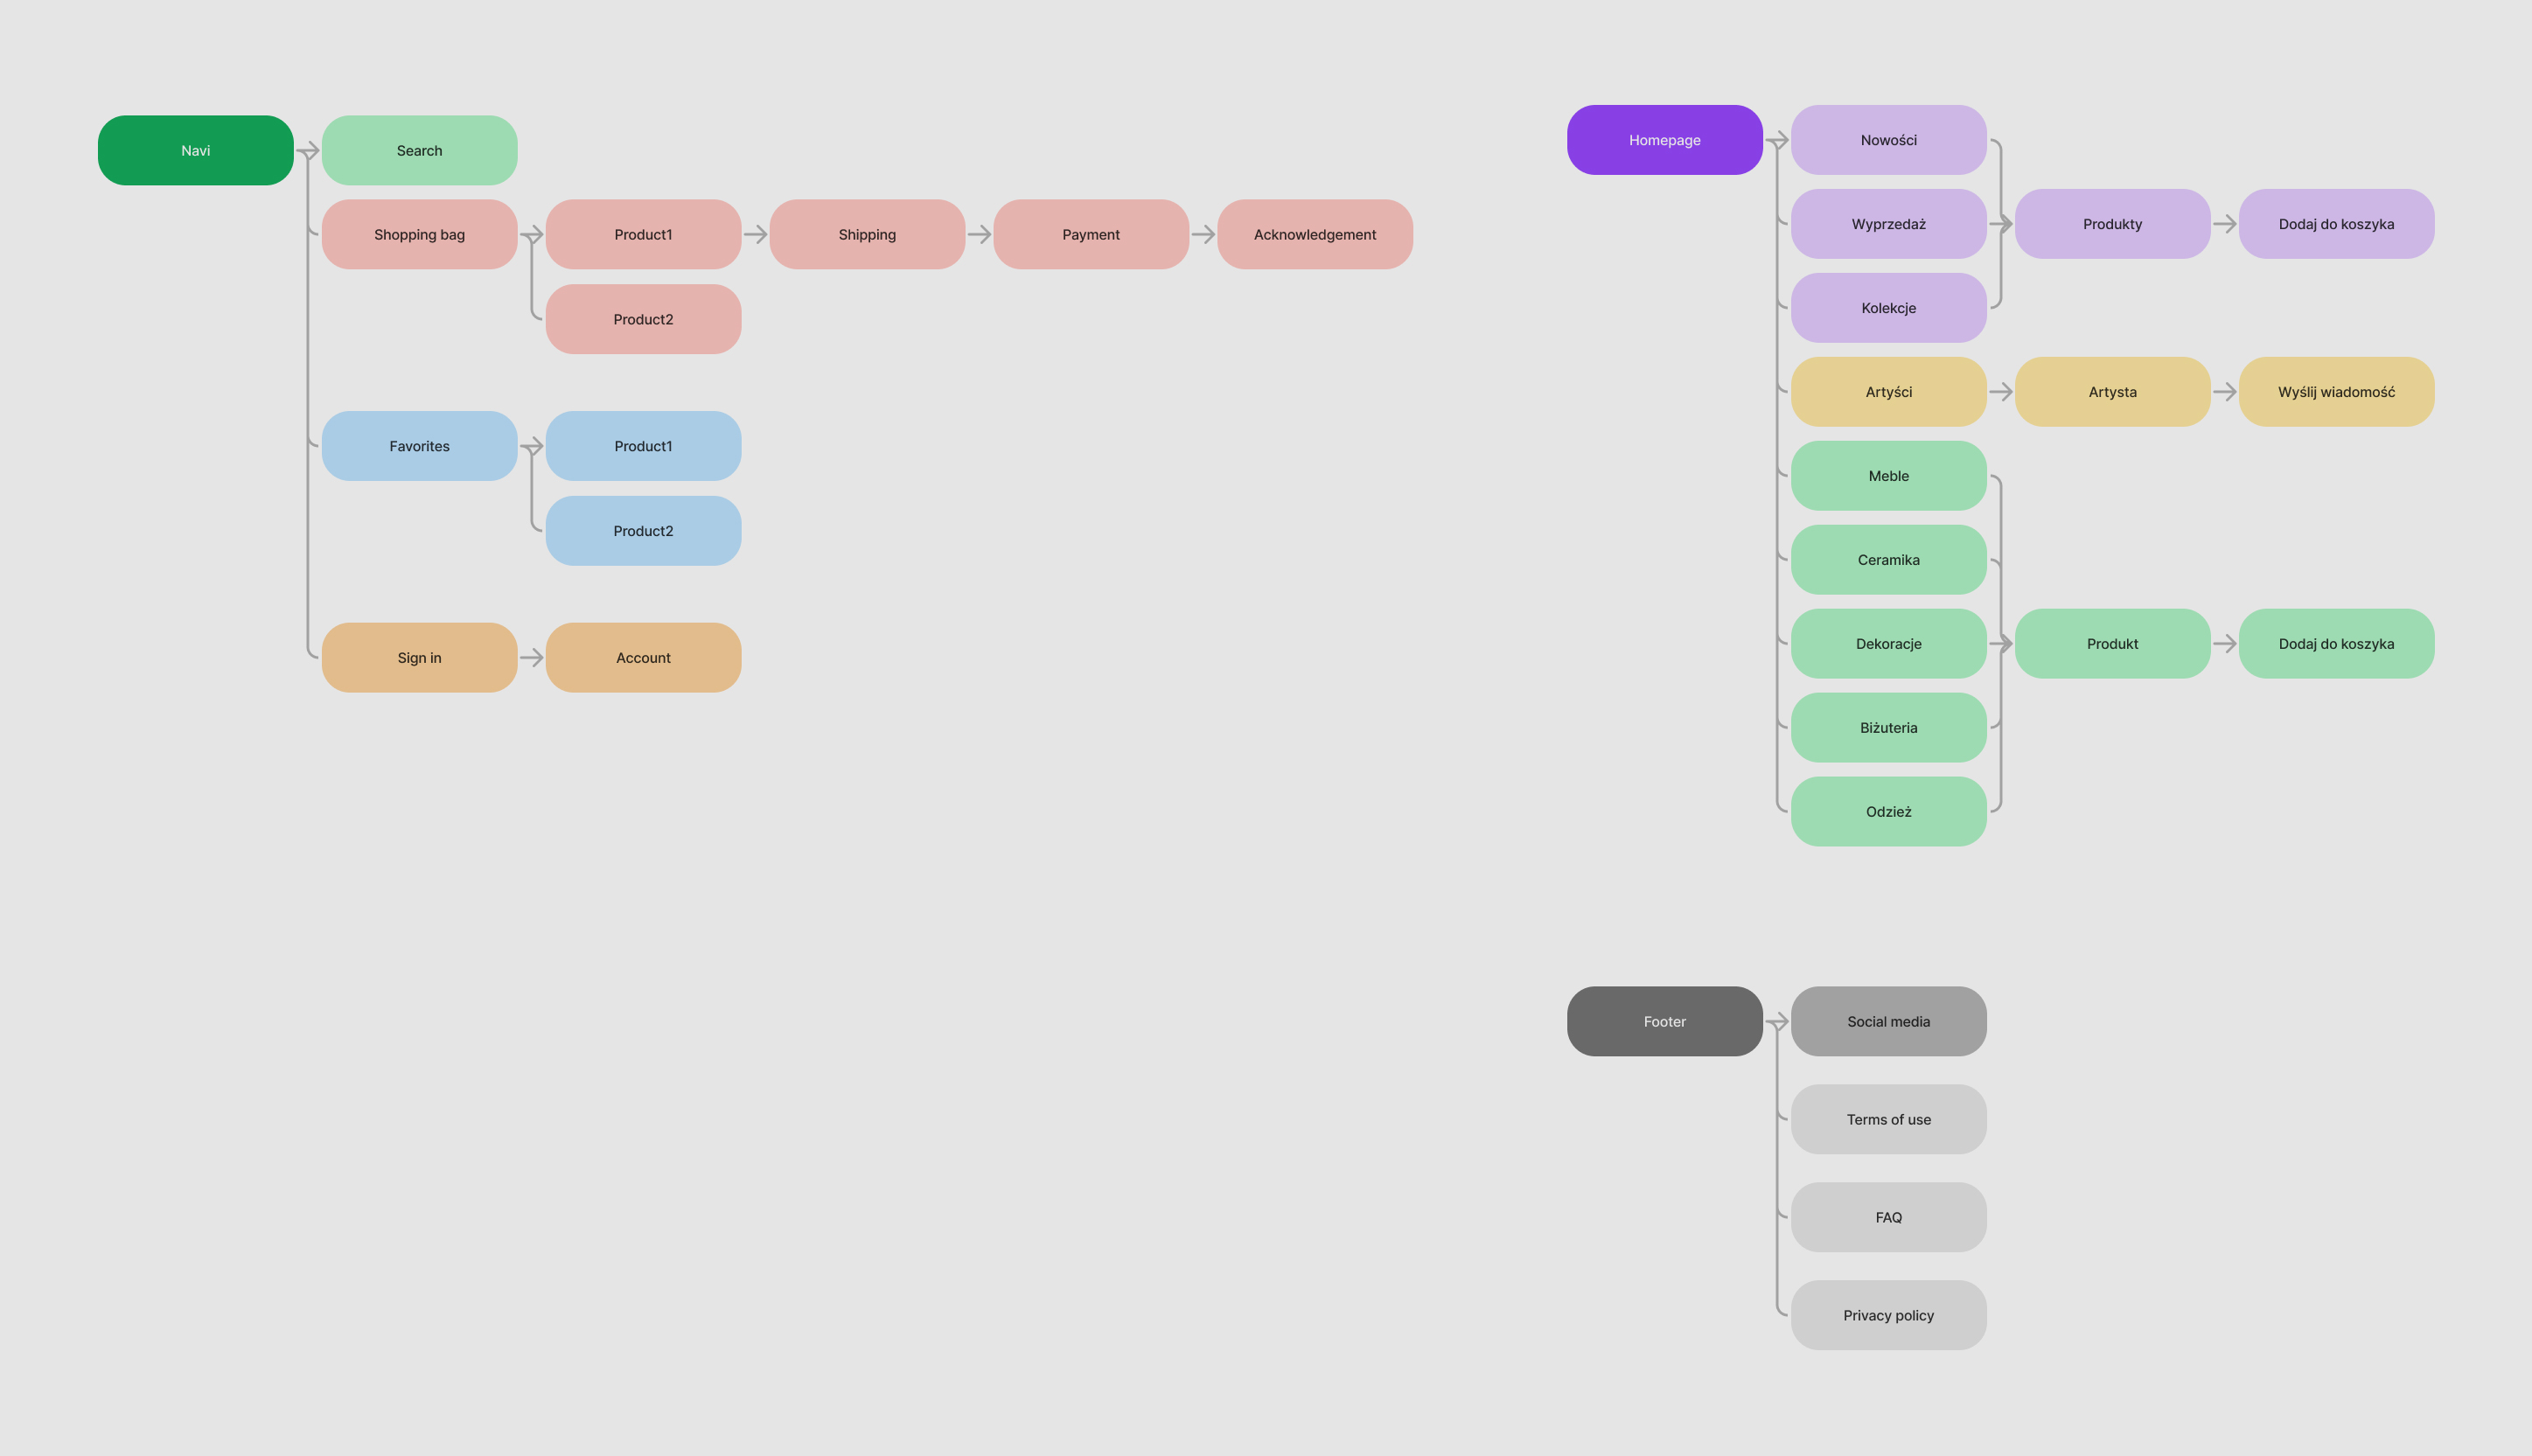 Navi
Search
Shopping bag
Product1
Shipping
Payment
Acknowledgement
Product2
Favorites
Product1
Product2
Sign in
Account
Homepage
Nowości
Wyprzedaż
Produkty
Dodaj do koszyka
Kolekcje
Artyści
Artysta
Wyślij wiadomość
Meble
Ceramika
Dekoracje
Produkt
Dodaj do koszyka
Biżuteria
Odzież
Footer
Social media
Terms of use
FAQ
Privacy policy